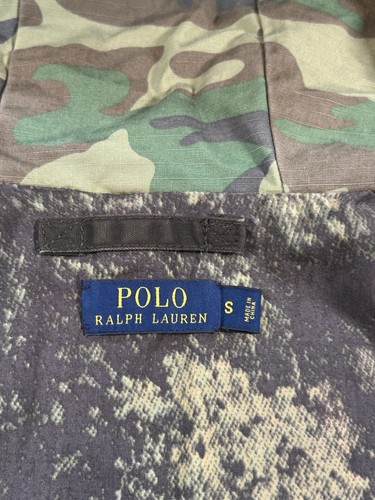 POLO
RALPH LAUREN
S
MADE IN
CHINA